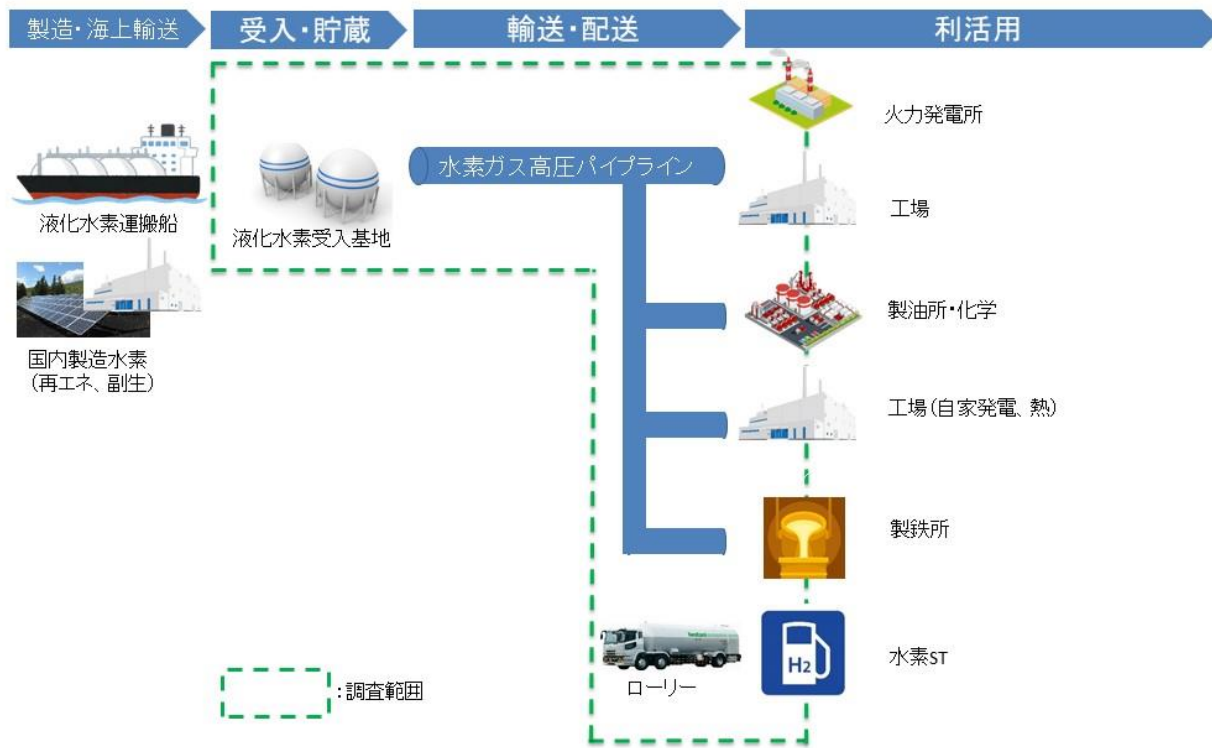 製造・海上輸送
受入・貯蔵
輸送・配送
利活用
火力発電所
水素ガス高圧パイプライン
工場
液化水素運搬船
液化水素受入基地
製油所・化学
国内製造水素
（再エネ、副生）
工場（自家発電、熱）
製鉄所
H2
水素ST
ローリー
：調査範囲